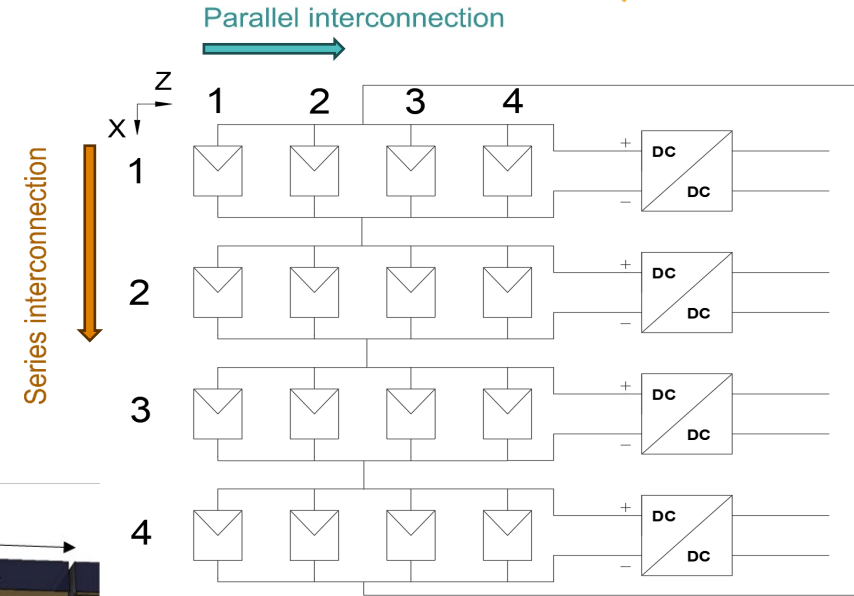 Parallel interconnection
Z
X
1 2 3 4
Series interconnection
1
+
DC
DC
−
2
+
DC
DC
−
3
+
DC
DC
−
4
+
DC
DC
−